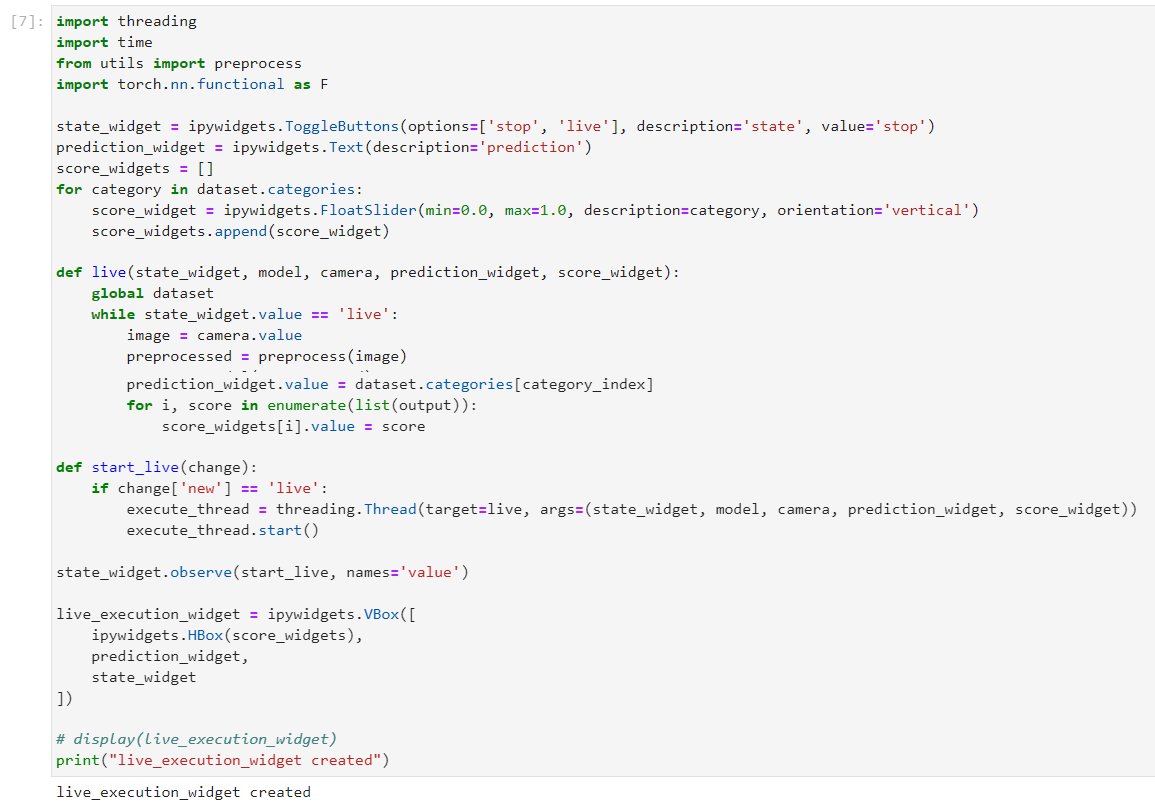 [7]:
import threading
import time
from utils import preprocess
import torch.nn.functional as F

state_widget = ipywidgets.ToggleButtons(options=['stop', 'live'], description='state', value='stop')
prediction_widget = ipywidgets.Text(description='prediction')
score_widgets = []
for category in dataset.categories:
    score_widget = ipywidgets.FloatSlider(min=0.0, max=1.0, description=category, orientation='vertical')
    score_widgets.append(score_widget)

def live(state_widget, model, camera, prediction_widget, score_widget):
    global dataset
    while state_widget.value == 'live':
        image = camera.value
        preprocessed = preprocess(image)
        prediction_widget.value = dataset.categories[category_index]
        for i, score in enumerate(list(output)):
            score_widgets[i].value = score

def start_live(change):
    if change['new'] == 'live':
        execute_thread = threading.Thread(target=live, args=(state_widget, model, camera, prediction_widget, score_widget))
        execute_thread.start()

state_widget.observe(start_live, names='value')

live_execution_widget = ipywidgets.VBox([
    ipywidgets.HBox(score_widgets),
    prediction_widget,
    state_widget
])

# display(live_execution_widget)
print("live_execution_widget created")
live_execution_widget created